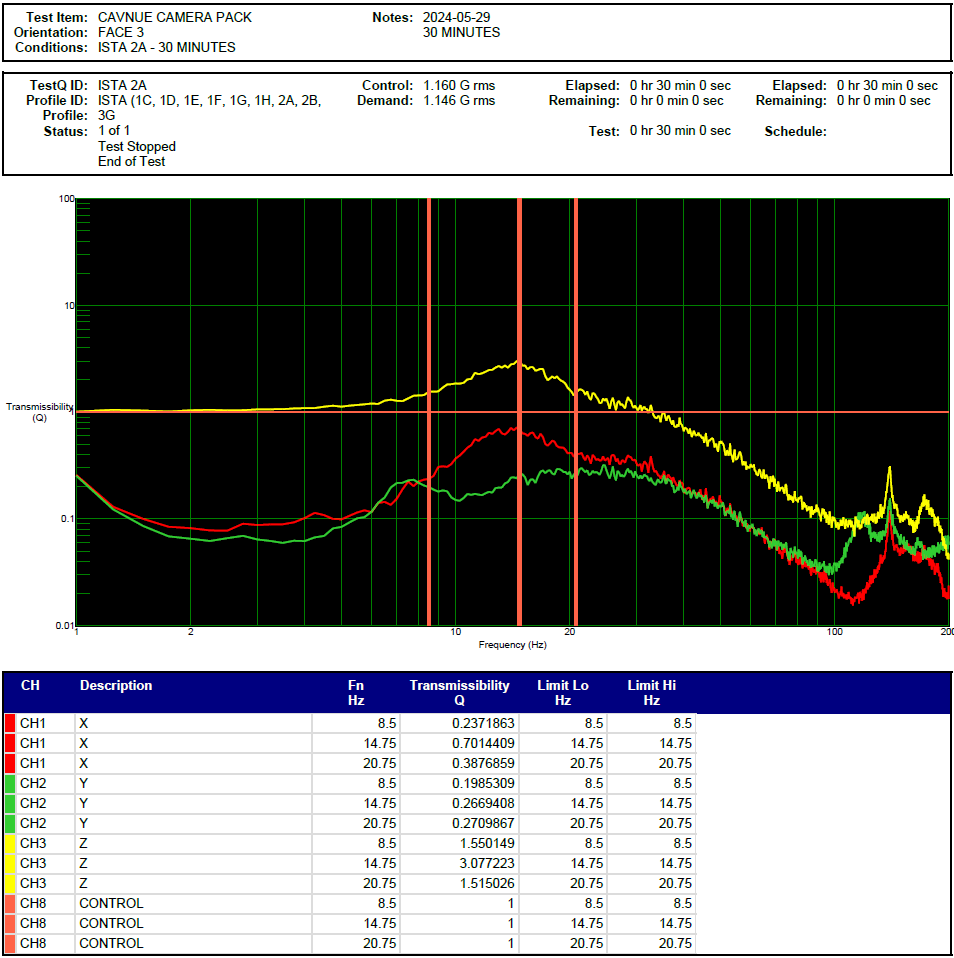 Test Item: CAVNUE CAMERA PACK Notes: 2024-05-29
Orientation: FACE 3 30 MINUTES
Conditions: ISTA 2A - 30 MINUTES
TestQ ID: ISTA 2A Control: 1.160 G rms Elapsed: 0 hr 30 min 0 sec Elapsed: 0 hr 30 min 0 sec
Profile ID: ISTA (1C, 1D, 1E, 1F, 1G, 1H, 2A, 2B, Demand: 1.146 G rms Remaining: 0 hr 0 min 0 sec Remaining: 0 hr 0 min 0 sec
Profile: 3G
Status: 1 of 1 Test: 0 hr 30 min 0 sec Schedule:
Test Stopped
End of Test
100
10
Transmissibility 1
(Q)
0.1
0.01
1 2 10 20 100 200
Frequency (Hz)
CH Description Fn Transmissibility Limit Lo Limit Hi
Hz Q Hz Hz
CH1 X 8.5 0.2371863 8.5 8.5
CH1 X 14.75 0.7014409 14.75 14.75
CH1 X 20.75 0.3876859 20.75 20.75
CH2 Y 8.5 0.1985309 8.5 8.5
CH2 Y 14.75 0.2669408 14.75 14.75
CH2 Y 20.75 0.2709867 20.75 20.75
CH3 Z 8.5 1.550149 8.5 8.5
CH3 Z 14.75 3.077223 14.75 14.75
CH3 Z 20.75 1.515026 20.75 20.75
CH8 CONTROL 8.5 1 8.5 8.5
CH8 CONTROL 14.75 1 14.75 14.75
CH8 CONTROL 20.75 1 20.75 20.75